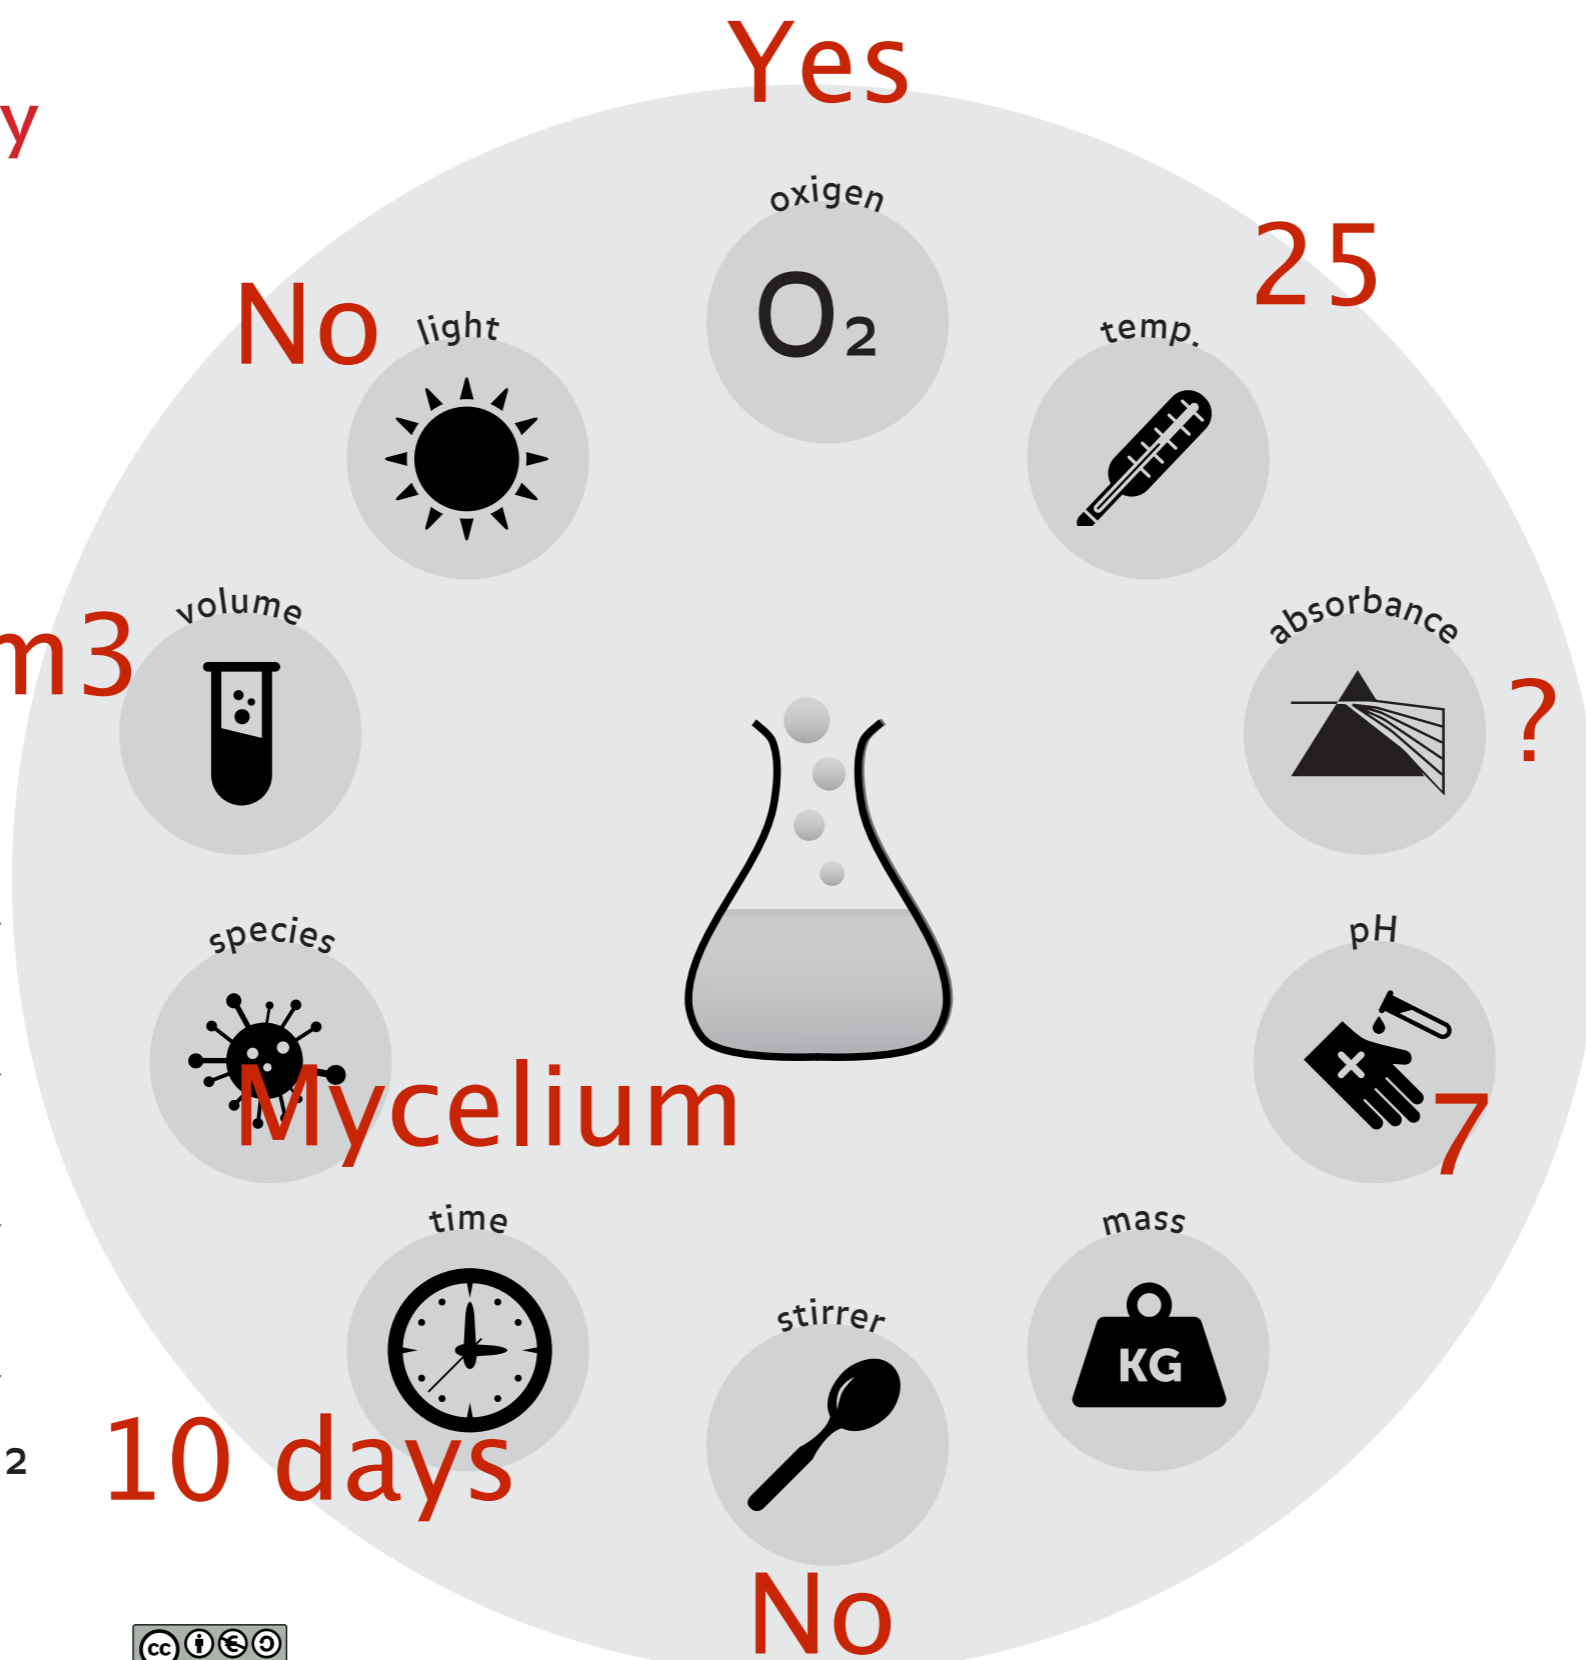 Yes
y
oxigen
O₂
25
No
light
temp.
volume
m3
absorbance
?
species
pH
Mycelium
7
time
mass
KG
stirrer
10 days
2
No
cc